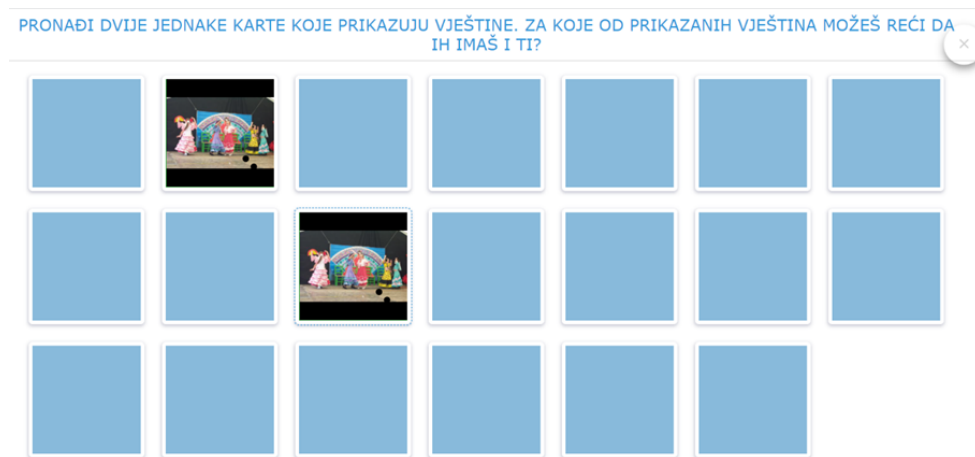 PRONAĐI DVIJE JEDNAKE KARTE KOJE PRIKAZUJU VJEŠTINE. ZA KOJE OD PRIKAZANIH VJEŠTINA MOŽEŠ REĆI DA
IH IMAŠ I TI?